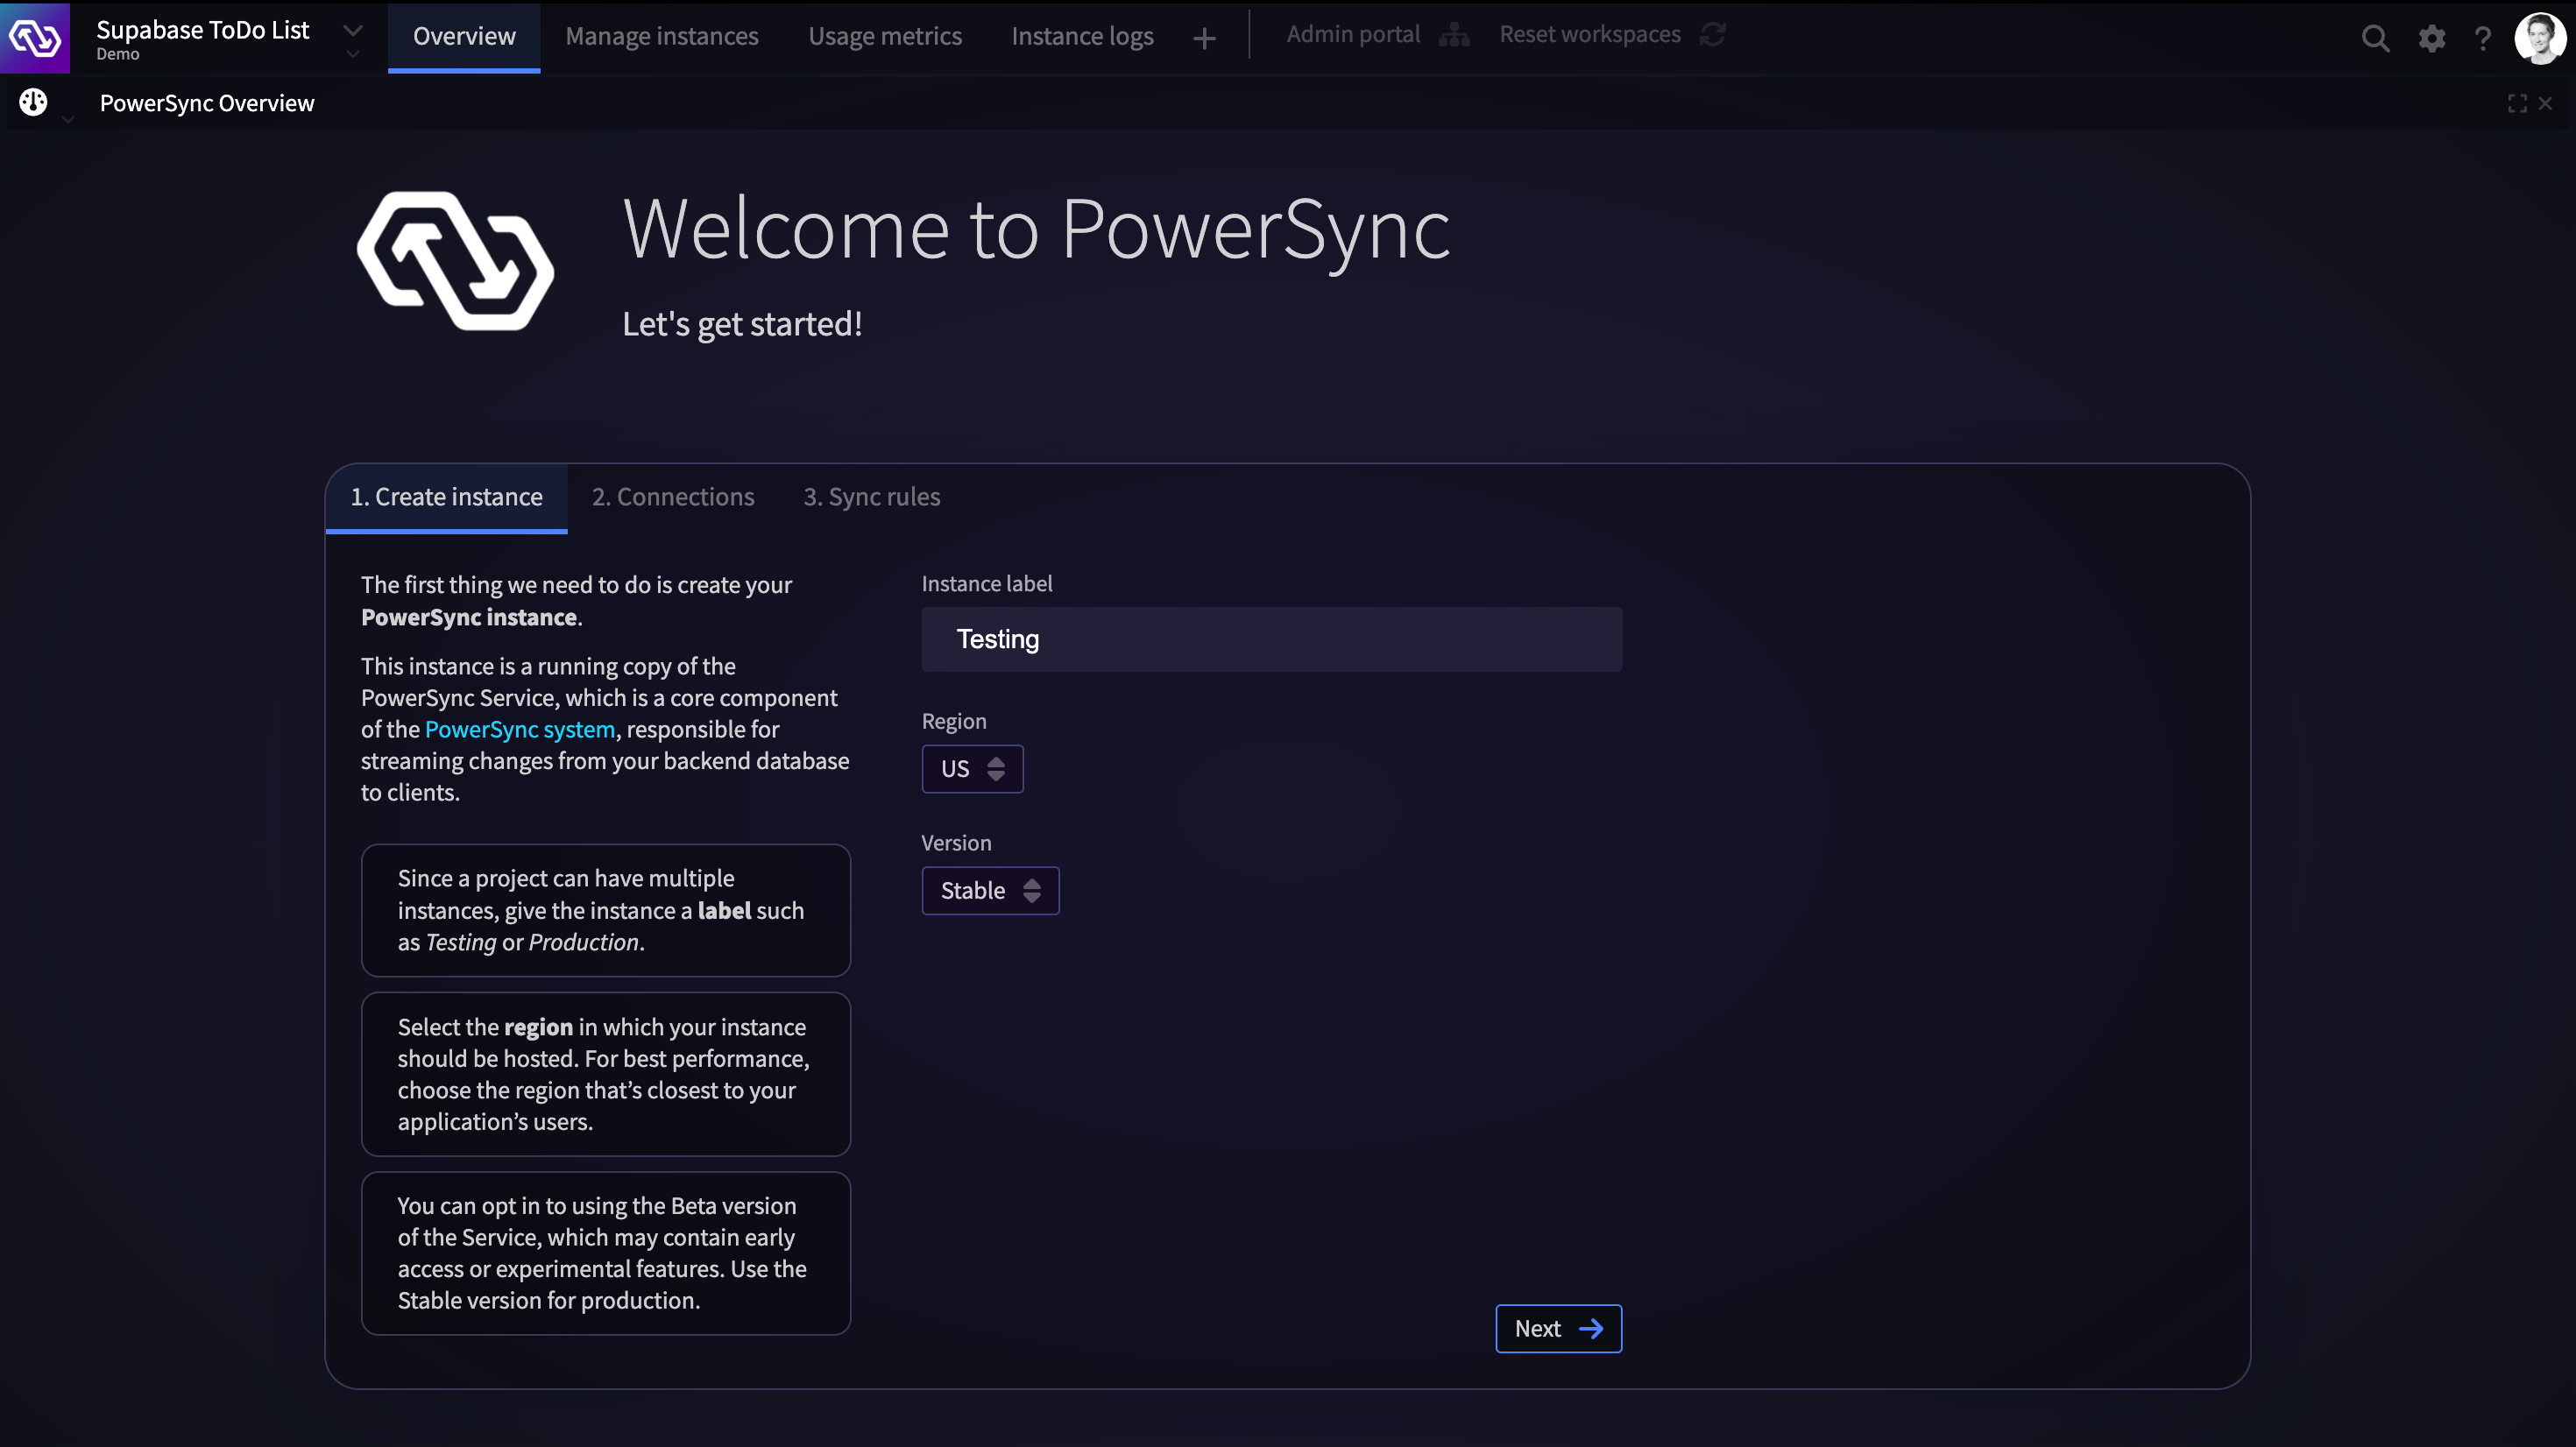 Supabase ToDo List
Demo
Overview
Manage instances
Usage metrics
Instance logs
Admin portal
Reset workspaces
PowerSync Overview
Welcome to PowerSync
Let's get started!
1. Create instance
2. Connections
3. Sync rules
The first thing we need to do is create your
PowerSync instance.
This instance is a running copy of the
PowerSync Service, which is a core component
of the PowerSync system, responsible for
streaming changes from your backend database
to clients.
Since a project can have multiple
instances, give the instance a label such
as Testing or Production.
Select the region in which your instance
should be hosted. For best performance,
choose the region that’s closest to your
application’s users.
You can opt in to using the Beta version
of the Service, which may contain early
access or experimental features. Use the
Stable version for production.
Instance label
Testing
Region
US
Version
Stable
Next